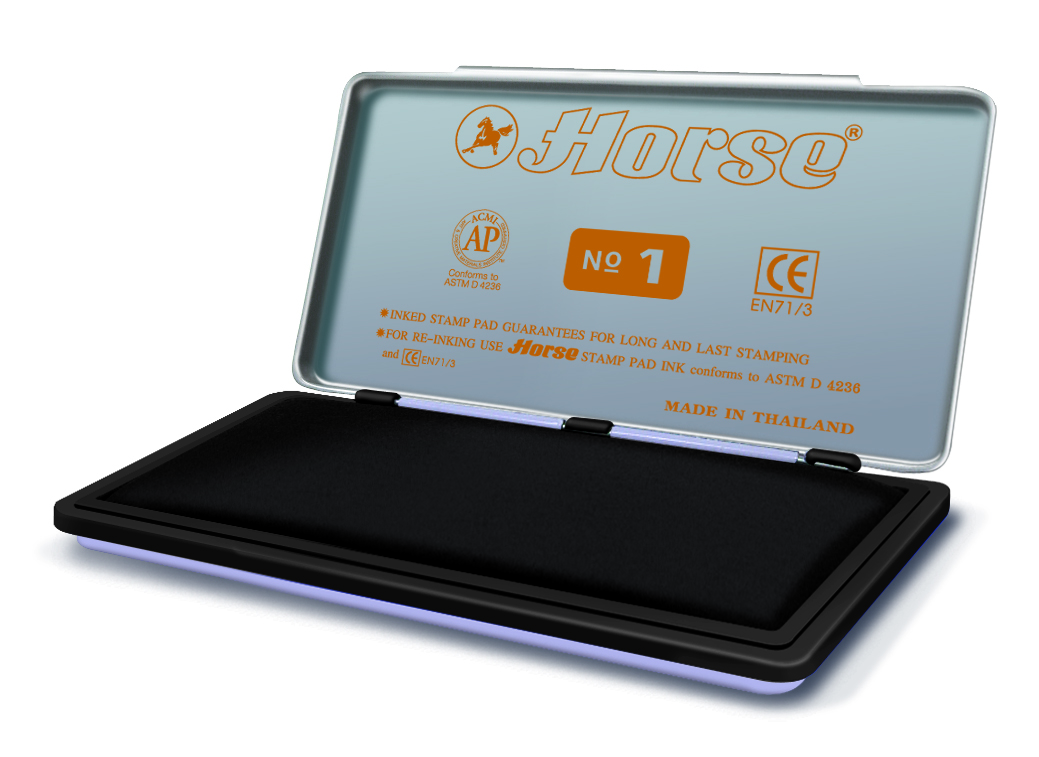 Horse®
ACMI
AP
Conforms to
ASTM D 4236
No 1
CE
EN71/3
✹INKED STAMP PAD GUARANTEES FOR LONG AND LAST STAMPING
✹FOR RE-INKING USE Horse STAMP PAD INK conforms to ASTM D 4236
and CE EN71/3
MADE IN THAILAND